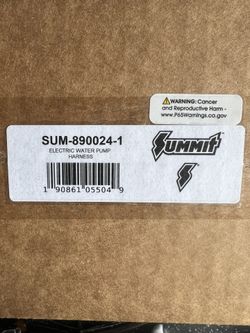 ⚠WARNING: Cancer
and Reproductive Harm -
www.P65Warnings.ca.gov
SUM-890024-1
ELECTRIC WATER PUMP
HARNESS
SUMMIT
1 90861 05504 9